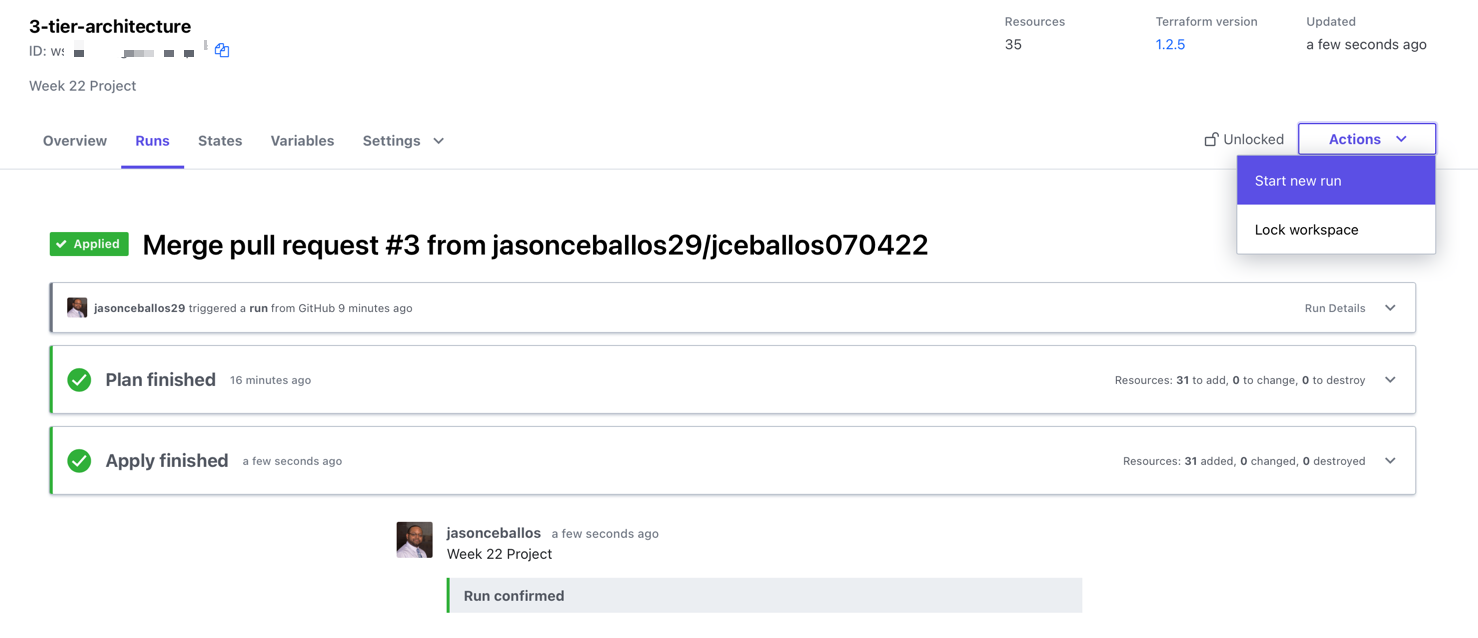 3-tier-architecture
Resources
Terraform version
Updated
ID: ws
35
1.2.5
a few seconds ago
Week 22 Project
Overview Runs States Variables Settings
Unlocked
Actions
Start new run
Lock workspace
Applied
Merge pull request #3 from jasonceballos29/jceballos070422
jasonceballos29 triggered a run from GitHub 9 minutes ago
Run Details
Plan finished 16 minutes ago
Resources: 31 to add, 0 to change, 0 to destroy
Apply finished a few seconds ago
Resources: 31 added, 0 changed, 0 destroyed
jasonceballos a few seconds ago
Week 22 Project
Run confirmed